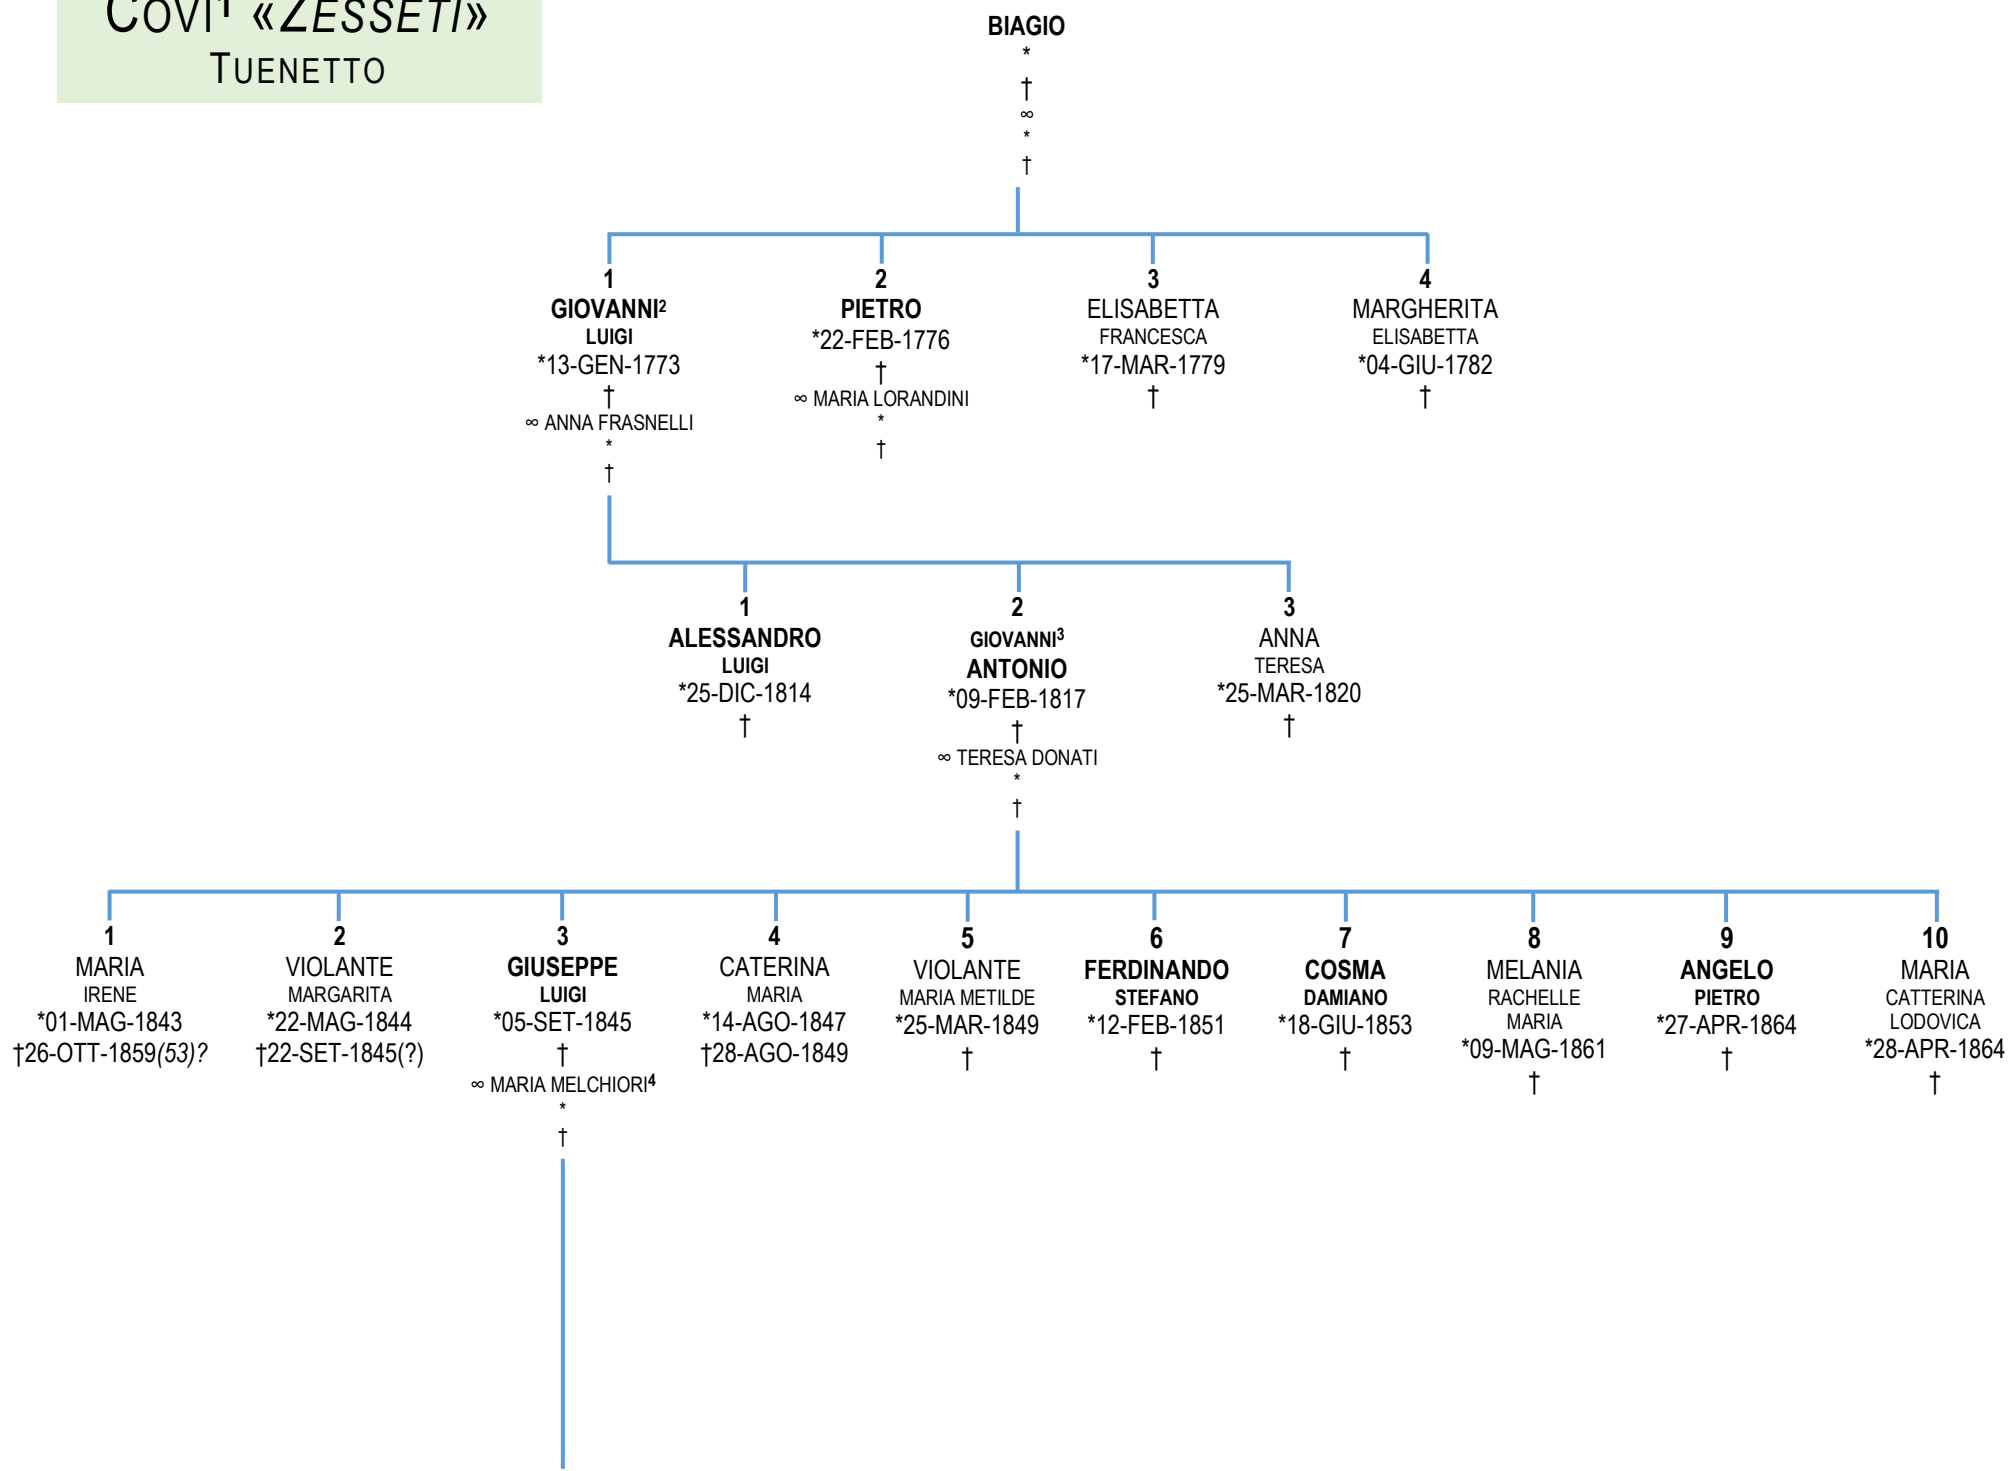 COVI¹ «ZESSETI»
TUENETTO
BIAGIO
*
†
∞
*
†
1
GIOVANNI²
LUIGI
*13-GEN-1773
†
∞ ANNA FRASNELLI
*
†
2
PIETRO
*22-FEB-1776
†
∞ MARIA LORANDINI
*
†
3
ELISABETTA
FRANCESCA
*17-MAR-1779
†
4
MARGHERITA
ELISABETTA
*04-GIU-1782
†
1
ALESSANDRO
LUIGI
*25-DIC-1814
†
2
GIOVANNI³
ANTONIO
*09-FEB-1817
†
∞ TERESA DONATI
*
†
3
ANNA
TERESA
*25-MAR-1820
†
1
MARIA
IRENE
*01-MAG-1843
†26-OTT-1859(53)?
2
VIOLANTE
MARGARITA
*22-MAG-1844
†22-SET-1845(?)
3
GIUSEPPE
LUIGI
*05-SET-1845
†
∞ MARIA MELCHIORI⁴
*
†
4
CATERINA
MARIA
*14-AGO-1847
†28-AGO-1849
5
VIOLANTE
MARIA METILDE
*25-MAR-1849
†
6
FERDINANDO
STEFANO
*12-FEB-1851
†
7
COSMA
DAMIANO
*18-GIU-1853
†
8
MELANIA
RACHELLE
MARIA
*09-MAG-1861
†
9
ANGELO
PIETRO
*27-APR-1864
†
10
MARIA
CATTERINA
LODOVICA
*28-APR-1864
†